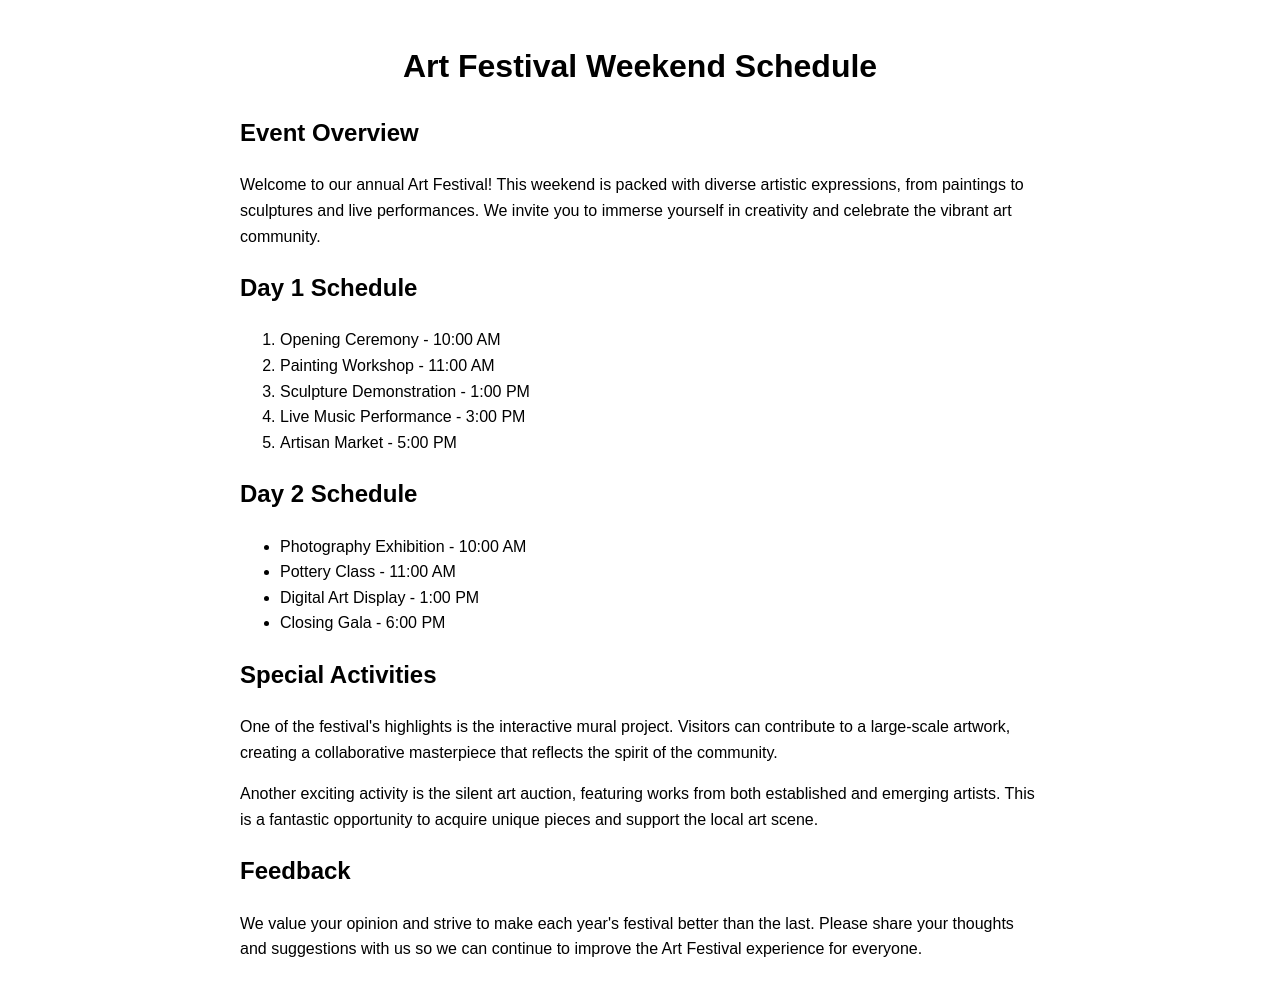 Art Festival Weekend Schedule
Event Overview
Welcome to our annual Art Festival! This weekend is packed with diverse artistic expressions, from paintings to
sculptures and live performances. We invite you to immerse yourself in creativity and celebrate the vibrant art
community.
Day 1 Schedule
1. Opening Ceremony - 10:00 AM
2. Painting Workshop - 11:00 AM
3. Sculpture Demonstration - 1:00 PM
4. Live Music Performance - 3:00 PM
5. Artisan Market - 5:00 PM
Day 2 Schedule
• Photography Exhibition - 10:00 AM
• Pottery Class - 11:00 AM
• Digital Art Display - 1:00 PM
• Closing Gala - 6:00 PM
Special Activities
One of the festival's highlights is the interactive mural project. Visitors can contribute to a large-scale artwork,
creating a collaborative masterpiece that reflects the spirit of the community.
Another exciting activity is the silent art auction, featuring works from both established and emerging artists. This
is a fantastic opportunity to acquire unique pieces and support the local art scene.
Feedback
We value your opinion and strive to make each year's festival better than the last. Please share your thoughts
and suggestions with us so we can continue to improve the Art Festival experience for everyone.